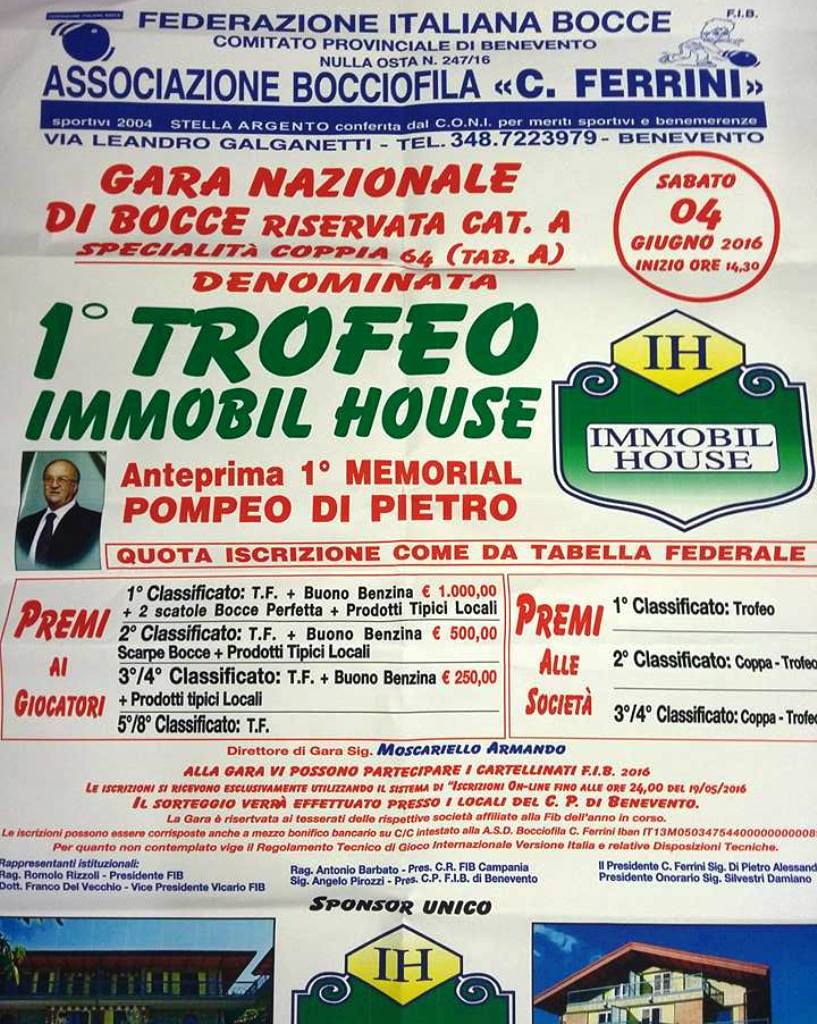 FEDERAZIONE ITALIANA BOCCE
F.I.B.
COMITATO PROVINCIALE DI BENEVENTO
NULLA OSTA N. 247/16
ASSOCIAZIONE BOCCIOFILA «C. FERRINI»
sportivi 2004 STELLA ARGENTO conferita dal C.O.N.I. per meriti sportivi e benemerenze
VIA LEANDRO GALGANETTI - TEL. 348.7223979 - BENEVENTO
GARA NAZIONALE
DI BOCCE RISERVATA CAT. A
SPECIALITÀ COPPIA 64 (TAB. A)
DENOMINATA
SABATO
04
GIUGNO 2016
INIZIO ORE 14,30
1° TROFEO
IMMOBIL HOUSE
IH
IMMOBIL
HOUSE
Anteprima 1° MEMORIAL
POMPEO DI PIETRO
QUOTA ISCRIZIONE COME DA TABELLA FEDERALE
PREMI
AI
GIOCATORI
1° Classificato: T.F. + Buono Benzina € 1.000,00
+ 2 scatole Bocce Perfetta + Prodotti Tipici Locali
2° Classificato: T.F. + Buono Benzina € 500,00
Scarpe Bocce + Prodotti Tipici Locali
3°/4° Classificato: T.F. + Buono Benzina € 250,00
+ Prodotti tipici Locali
5°/8° Classificato: T.F.
PREMI
ALLE
SOCIETÀ
1° Classificato: Trofeo
2° Classificato: Coppa - Trofeo
3°/4° Classificato: Coppa - Trofeo
Direttore di Gara Sig. MOSCARIELLO ARMANDO
ALLA GARA VI POSSONO PARTECIPARE I CARTELLINATI F.I.B. 2016
LE ISCRIZIONI SI RICEVONO ESCLUSIVAMENTE UTILIZZANDO IL SISTEMA DI "ISCRIZIONI ON-LINE FINO ALLE ORE 24,00 DEL 19/05/2016
IL SORTEGGIO VERRÀ EFFETTUATO PRESSO I LOCALI DEL C. P. DI BENEVENTO.
La Gara è risertvata ai tesserati delle rispettive società affiliate alla Fib dell'anno in corso.
Le iscrizioni possono essere corrisposte anche a mezzo bonifico bancario su C/C intestato alla A.S.D. Bocciofila C. Ferrini Iban
Per quanto non contemplato vige il Regolamento Tecnico di Gioco Internazionale Versione Italia e relative Disposizioni Tecniche.
Rappresentanti istituzionali:
Rag. Romolo Rizzoli - Presidente FIB
Dott. Franco Del Vecchio - Vice Presidente Vicario FIB
Rag. Antonio Barbato - Pres. C.R. FIB Campania
Sig. Angelo Pirozzi - Pres. C.P. F.I.B. di Benevento
Il Presidente C. Ferrini Sig. Di Pietro Alessand
Presidente Onorario Sig. Silvestri Damiano
SPONSOR UNICO
IH